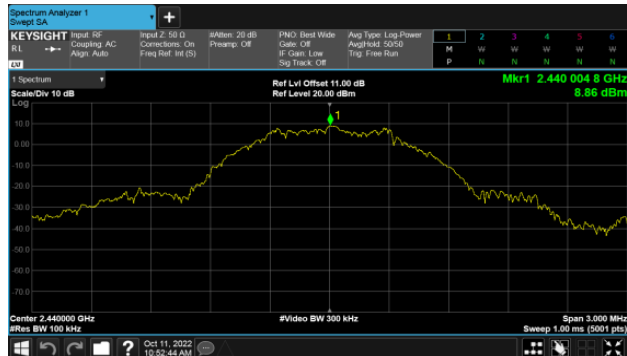 Spectrum Analyzer 1
Swept SA
+
KEYSIGHT
RL
LXI
Input: RF
Coupling: AC
Align: Auto
Input Z: 50 Ω
Corrections: On
Freq Ref: Int (S)
#Atten: 20 dB
Preamp: Off
PNO: Best Wide
Gate: Off
IF Gain: Low
Sig Track: Off
Avg Type: Log-Power
Avg|Hold: 50/50
Trig: Free Run
1 2 3 4 5 6
M W W W W W
P N N N N N
1 Spectrum
Scale/Div 10 dB
Ref Lvl Offset 11.00 dB
Ref Level 20.00 dBm
Mkr1 2.440 004 8 GHz
8.86 dBm
Log
1
10.0
0.00
-10.0
-20.0
-30.0
-40.0
-50.0
-60.0
-70.0
Center 2.440000 GHz
#Res BW 100 kHz
#Video BW 300 kHz
Span 3.000 MHz
Sweep 1.00 ms (5001 pts)
?
Oct 11, 2022
10:52:44 AM